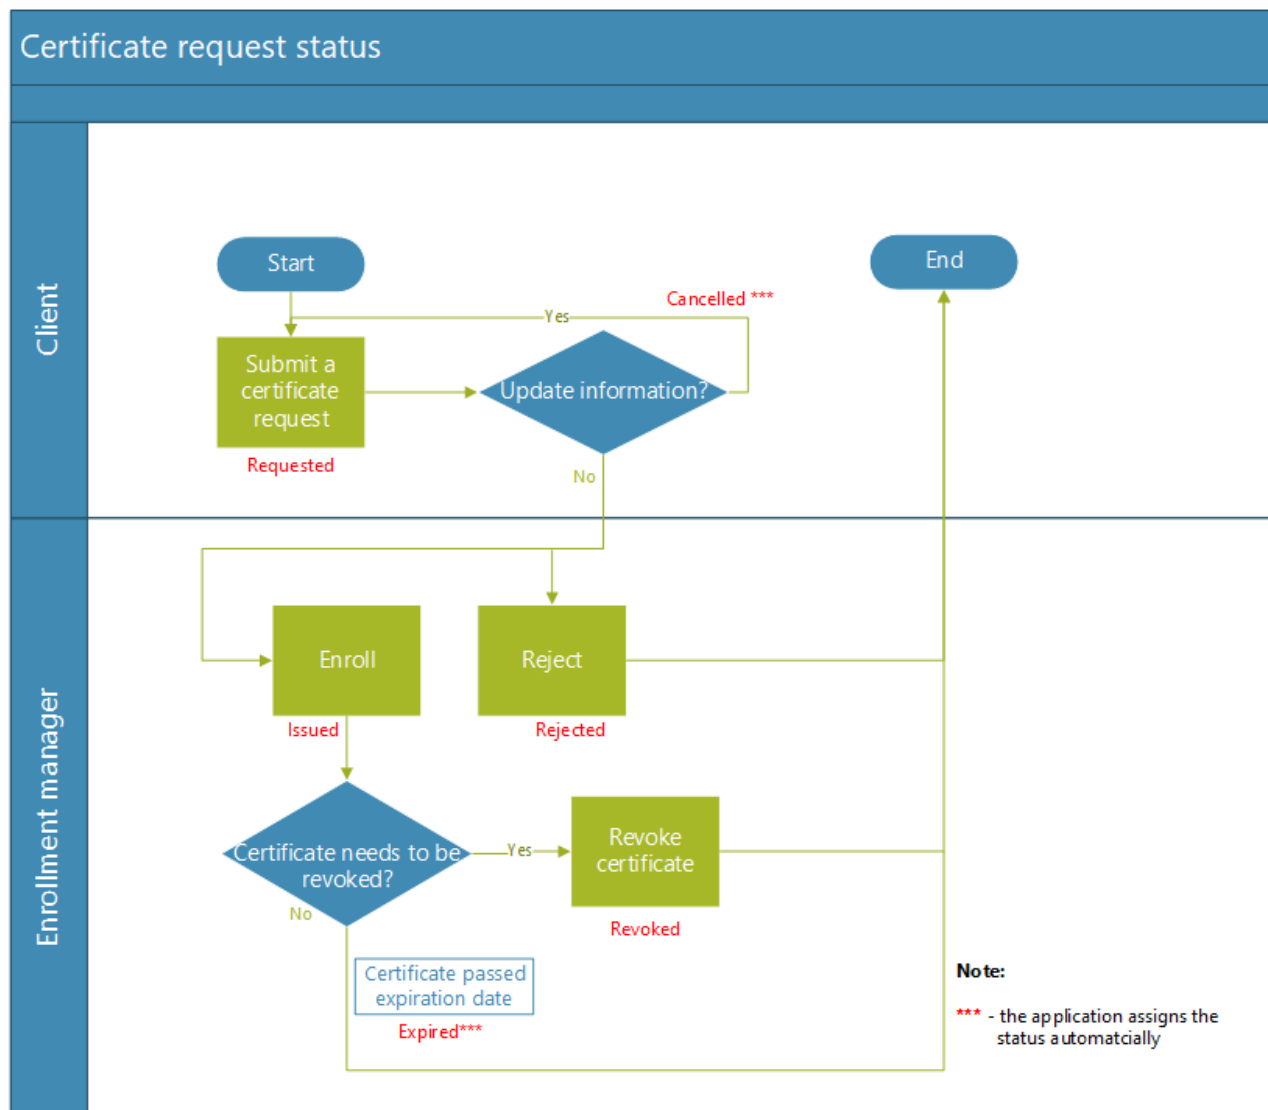 Certificate request status
Client
Start
End
Cancelled ***
Yes
Submit a
certificate
request
Update information?
Requested
No
Enrollment manager
Enroll
Reject
Issued
Rejected
Certificate needs to be
revoked?
Yes
Revoke
certificate
No
Revoked
Certificate passed
expiration date
Expired***
Note:
*** - the application assigns the
status automatcially